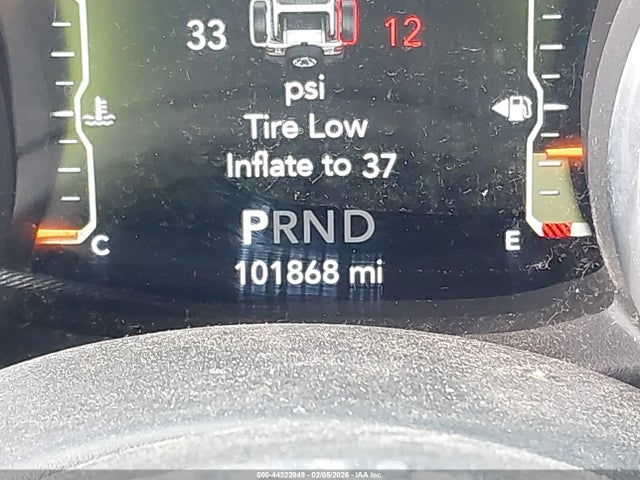 33 12
psi
Tire Low
Inflate to 37
PRND
C E
101868 mi
000-44322849 - 02/05/2026 - IAA Inc.